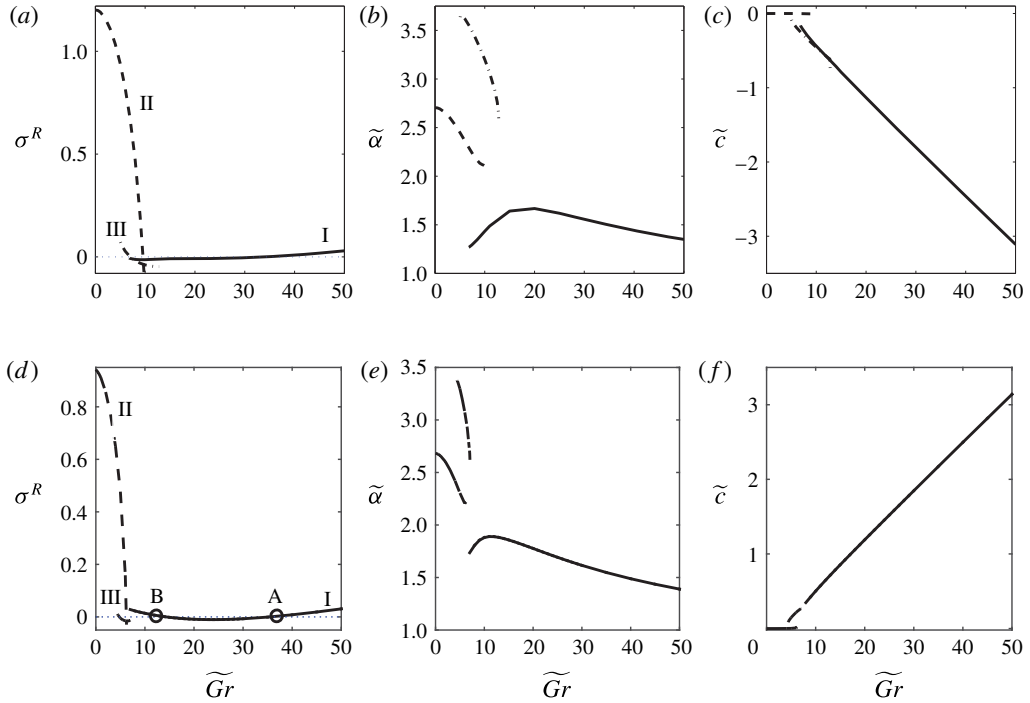 (a) (b) (c)
1.0 0.5 0
σ^R
II III I
0 10 20 30 40 50
3.5 3.0 2.5 2.0 1.5 1.0
α̃
0 10 20 30 40 50
0 −1 −2 −3
c̃
0 10 20 30 40 50
(d) (e) (f)
0.8 0.6 0.4 0.2 0
σ^R
II III B A I
0 10 20 30 40 50
G̃r
3.5 3.0 2.5 2.0 1.5 1.0
α̃
0 10 20 30 40 50
G̃r
3 2 1
c̃
0 10 20 30 40 50
G̃r